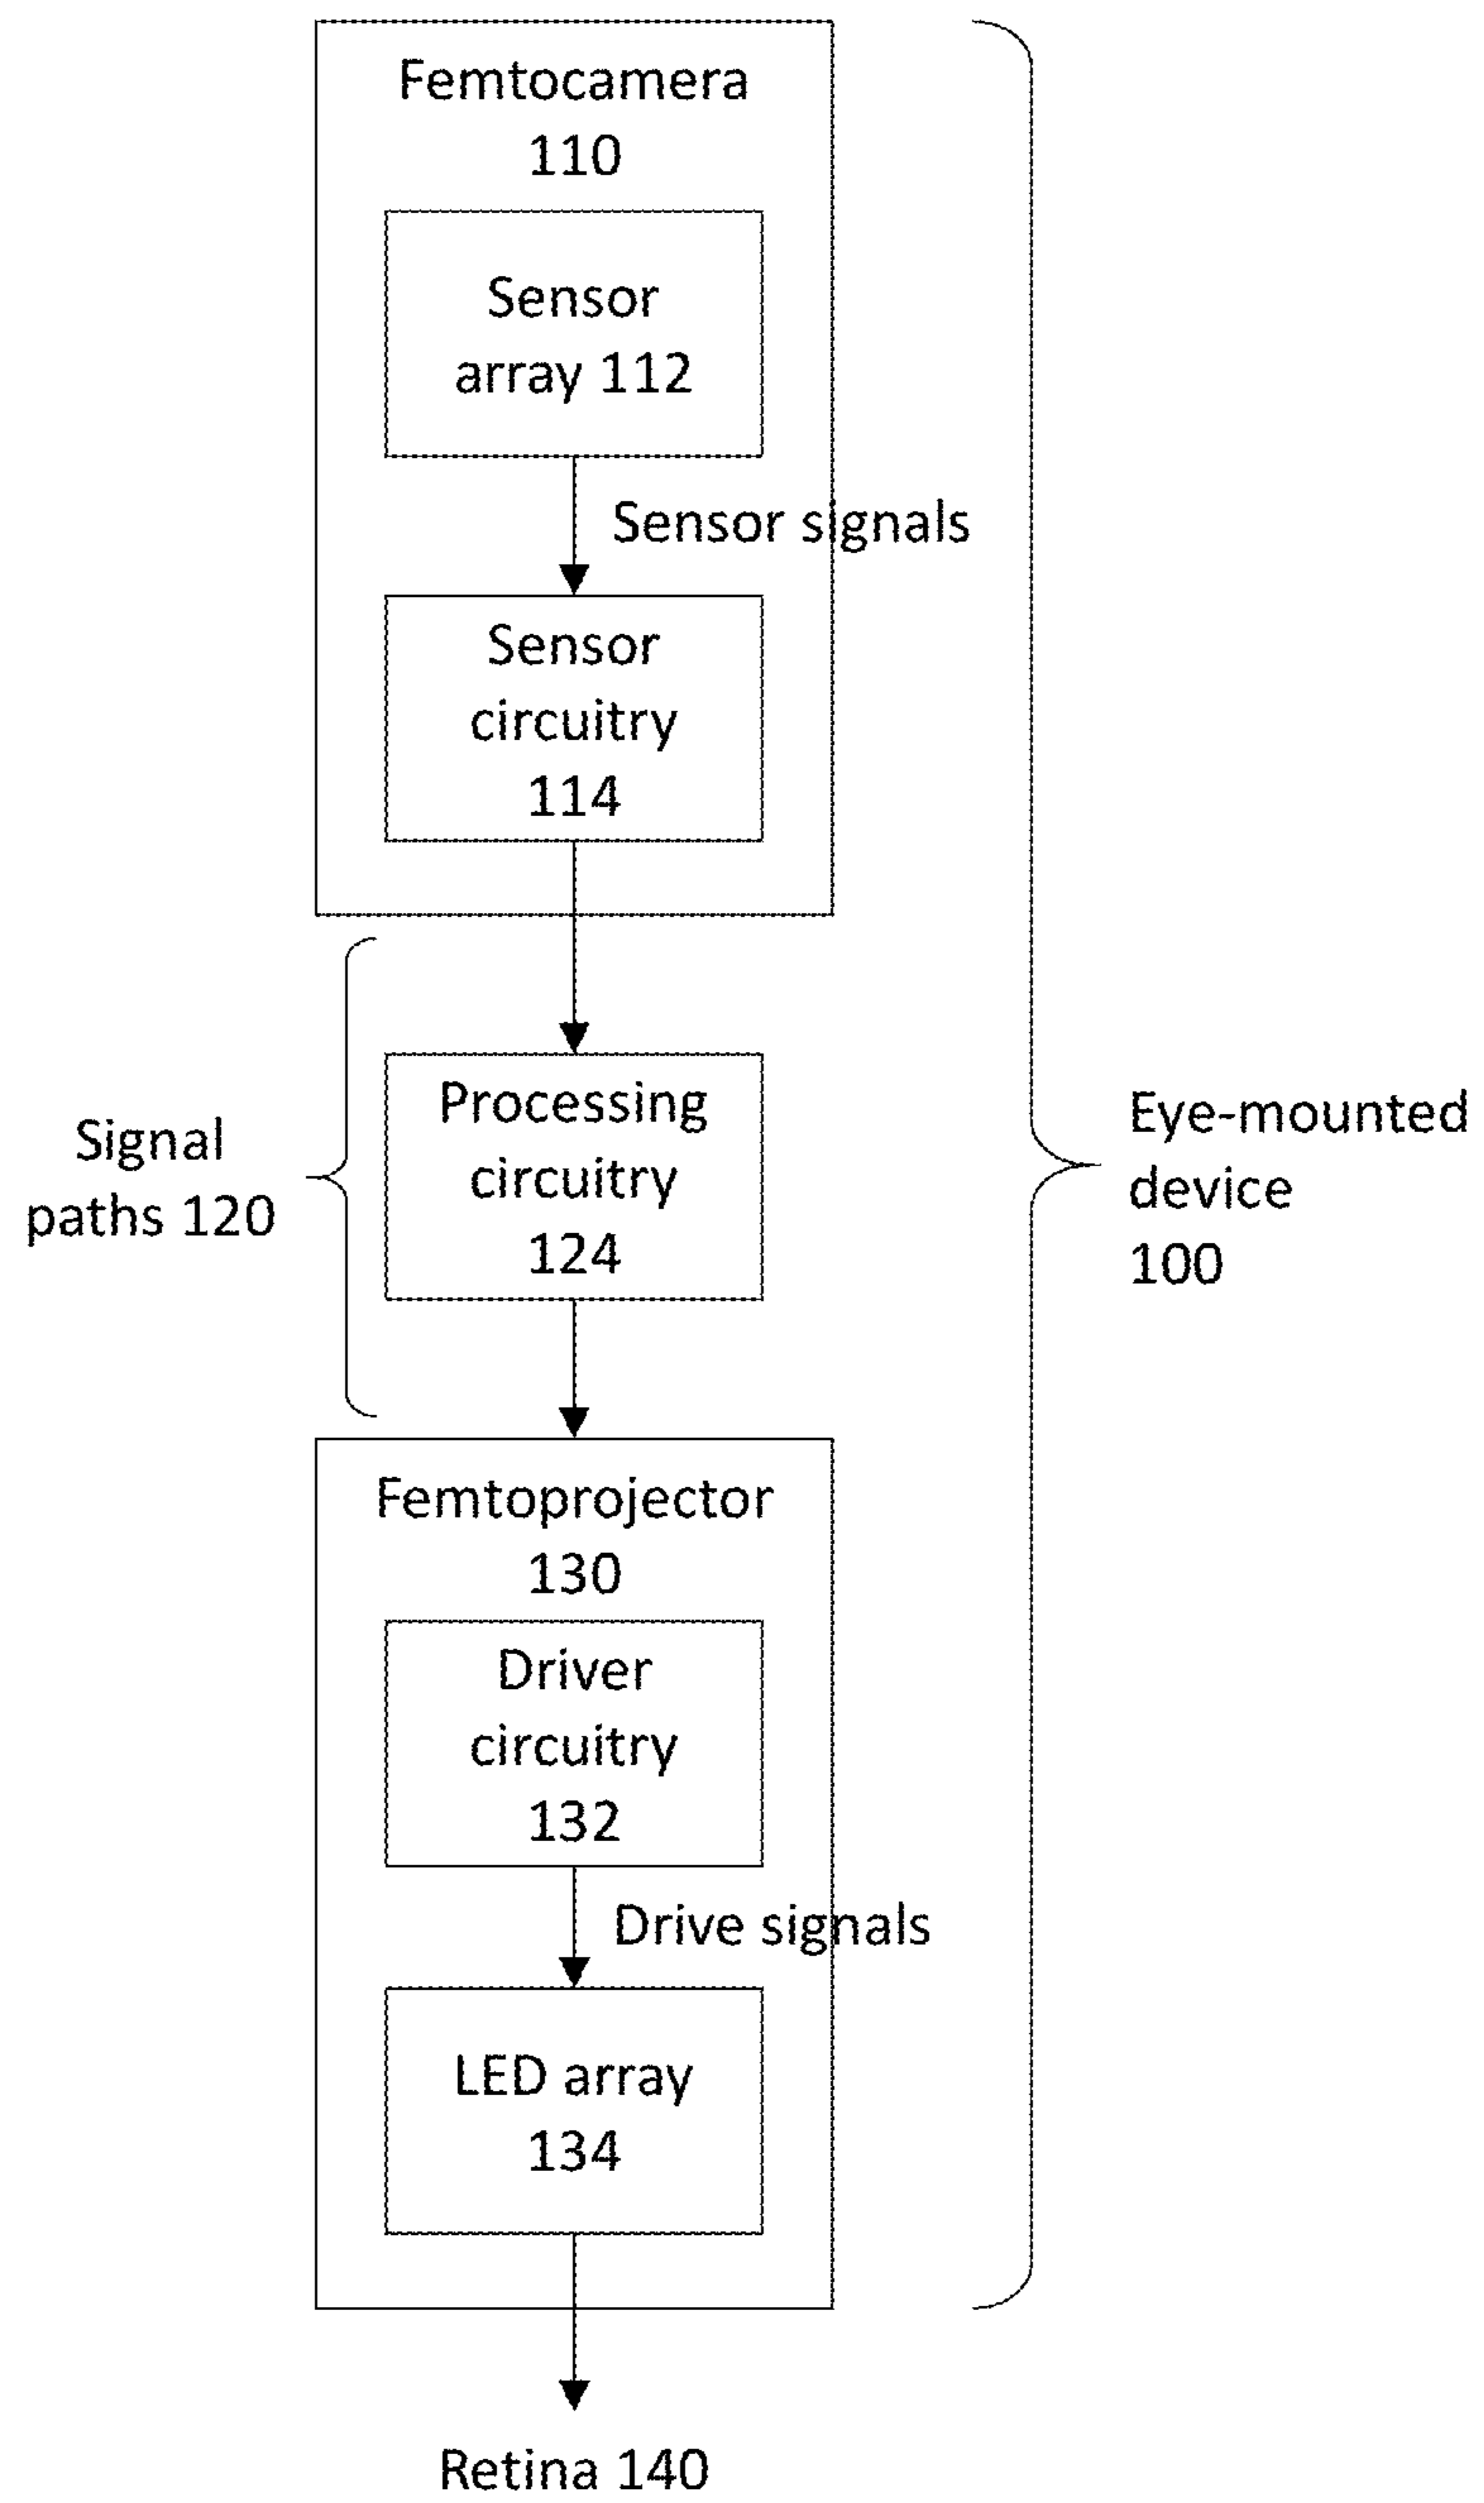 Femtocamera
110
Sensor
array 112
Sensor signals
Sensor
circuitry
114
Signal
paths 120
Processing
circuitry
124
Eye-mounted
device
100
Femtoprojector
130
Driver
circuitry
132
Drive signals
LED array
134
Retina 140